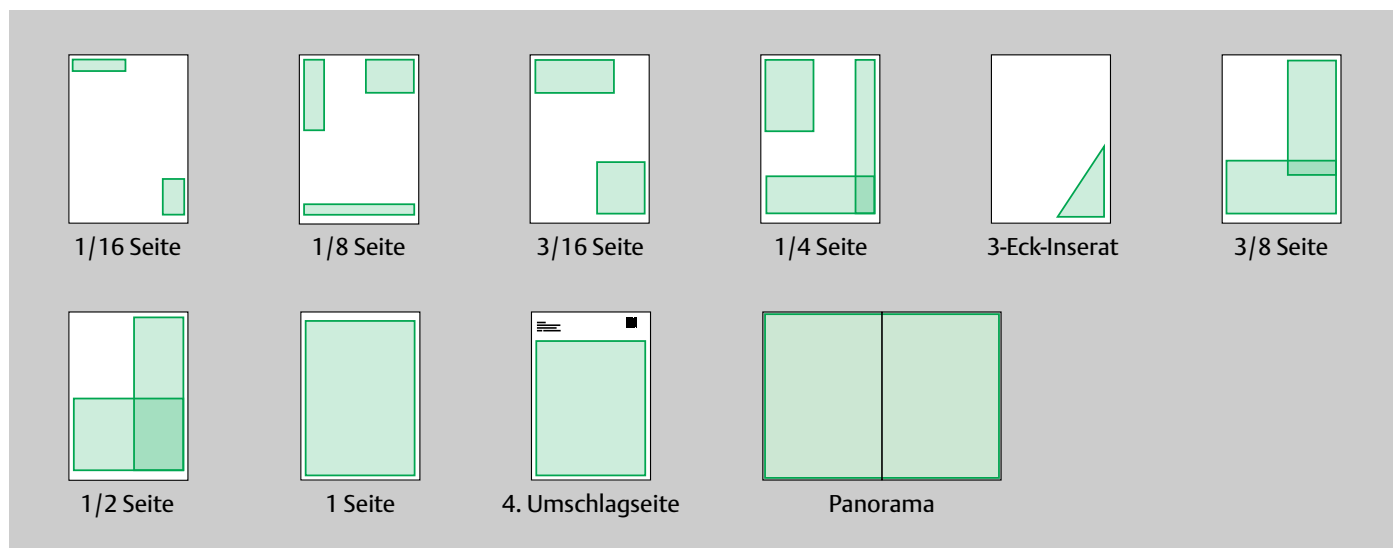 1/16 Seite
1/8 Seite
3/16 Seite
1/4 Seite
3-Eck-Inserat
3/8 Seite
1/2 Seite
1 Seite
4. Umschlagseite
Panorama